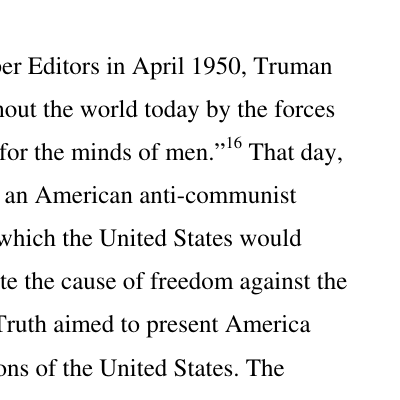 er Editors in April 1950, Truman
out the world today by the forces
for the minds of men.”16 That day,
an American anti-communist
which the United States would
te the cause of freedom against the
Truth aimed to present America
ons of the United States. The